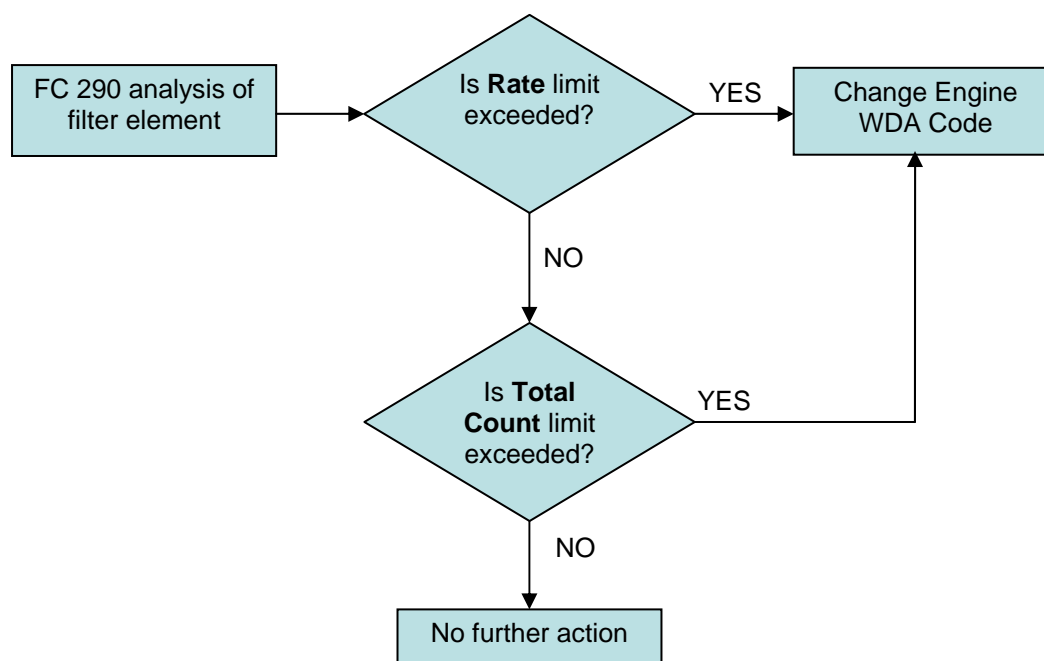 FC 290 analysis of
filter element
Is Rate limit
exceeded?
YES
Change Engine
WDA Code
NO
Is Total
Count limit
exceeded?
YES
NO
No further action